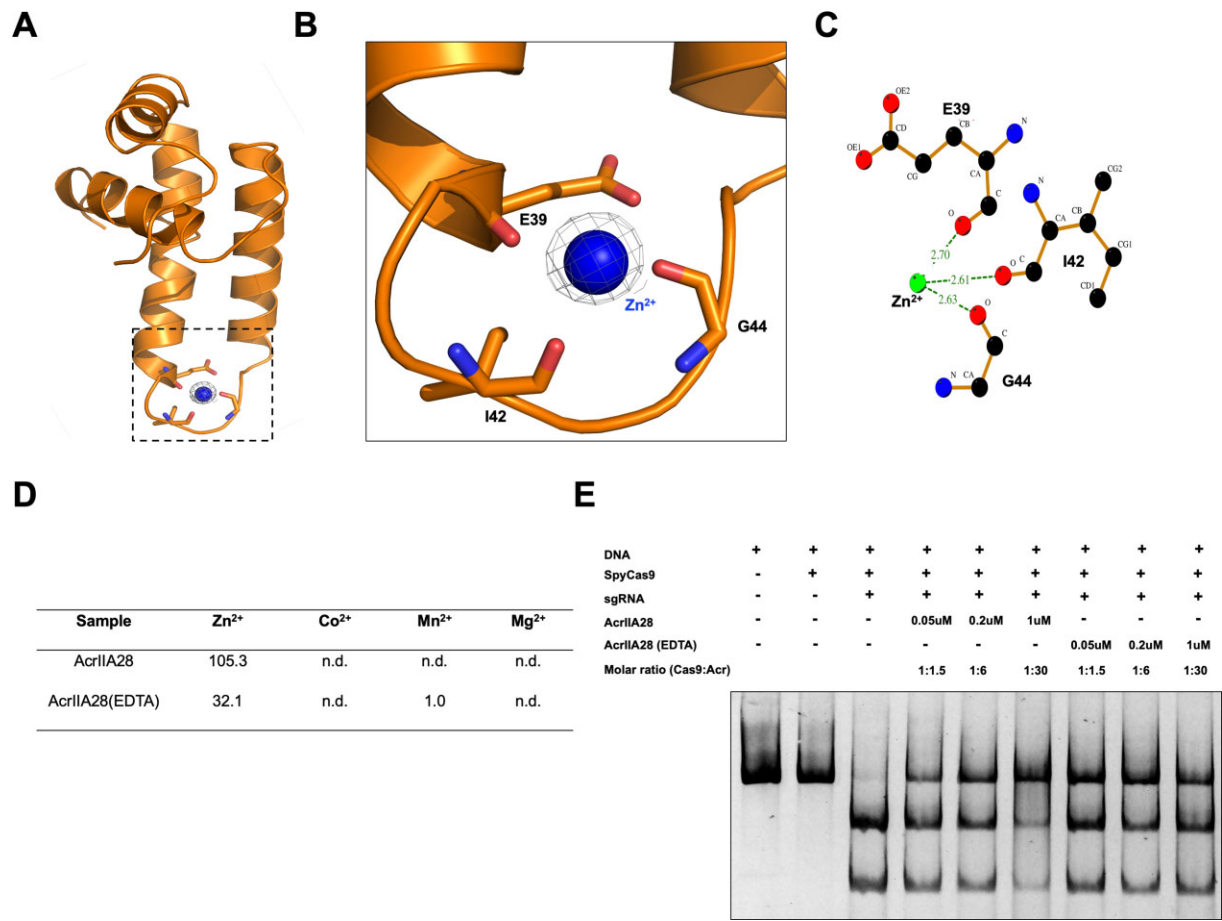 A
B
C
E39
Zn²⁺
G44
I42
OE2
E39
CD
CB
N
OE1
CG
CA
N
CG2
C
CA
CB
O
CG1
2.70
C
I42
O
2.61
CD1
Zn²⁺
2.63
O
C
N
CA
G44
D
Sample Zn²⁺ Co²⁺ Mn²⁺ Mg²⁺
AcrIIA28 105.3 n.d. n.d. n.d.
AcrIIA28(EDTA) 32.1 n.d. 1.0 n.d.
E
DNA + + + + + + + + +
SpyCas9 - + + + + + + + +
sgRNA - - + + + + + + +
AcrIIA28 - - - 0.05uM 0.2uM 1uM - - -
AcrIIA28 (EDTA) - - - - - - 0.05uM 0.2uM 1uM
Molar ratio (Cas9:Acr) 1:1.5 1:6 1:30 1:1.5 1:6 1:30